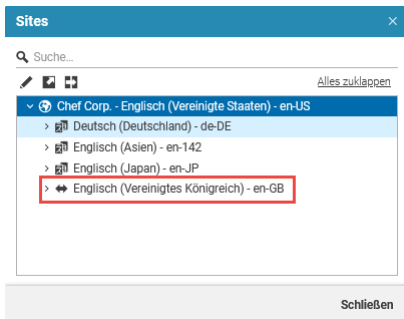 Sites
Suche...
Alles zuklappen
Chef Corp. - Englisch (Vereinigte Staaten) - en-US
Deutsch (Deutschland) - de-DE
Englisch (Asien) - en-142
Englisch (Japan) - en-JP
Englisch (Vereinigtes Königreich) - en-GB
Schließen